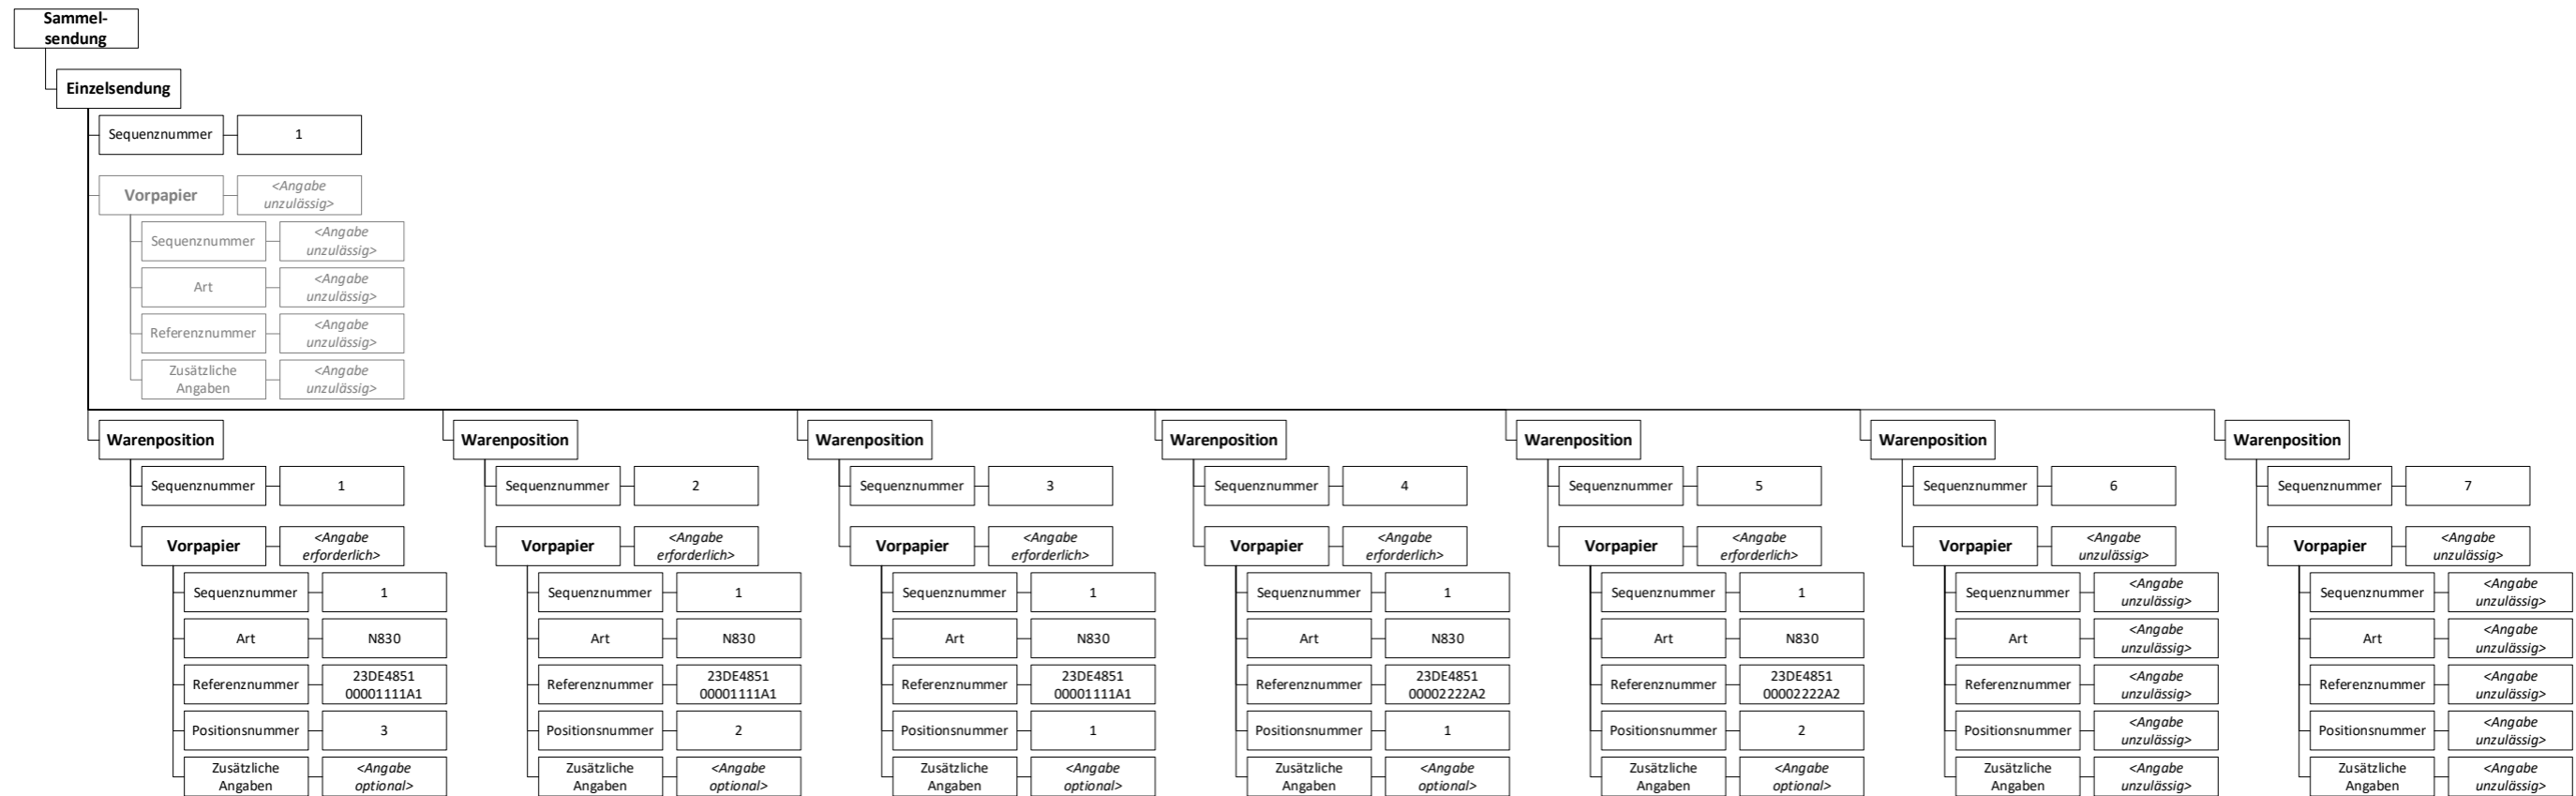 Sammel-
sendung
Einzelsendung
Sequenznummer 1
Vorpapier <Angabe
unzulässig>
Sequenznummer <Angabe
unzulässig>
Art <Angabe
unzulässig>
Referenznummer <Angabe
unzulässig>
Zusätzliche
Angaben <Angabe
unzulässig>
Warenposition
Sequenznummer 1
Vorpapier <Angabe
erforderlich>
Sequenznummer 1
Art N830
Referenznummer 23DE4851
00001111A1
Positionsnummer 3
Zusätzliche
Angaben <Angabe
optional>
Warenposition
Sequenznummer 2
Vorpapier <Angabe
erforderlich>
Sequenznummer 1
Art N830
Referenznummer 23DE4851
00001111A1
Positionsnummer 2
Zusätzliche
Angaben <Angabe
optional>
Warenposition
Sequenznummer 3
Vorpapier <Angabe
erforderlich>
Sequenznummer 1
Art N830
Referenznummer 23DE4851
00001111A1
Positionsnummer 1
Zusätzliche
Angaben <Angabe
optional>
Warenposition
Sequenznummer 4
Vorpapier <Angabe
erforderlich>
Sequenznummer 1
Art N830
Referenznummer 23DE4851
00002222A2
Positionsnummer 1
Zusätzliche
Angaben <Angabe
optional>
Warenposition
Sequenznummer 5
Vorpapier <Angabe
erforderlich>
Sequenznummer 1
Art N830
Referenznummer 23DE4851
00002222A2
Positionsnummer 2
Zusätzliche
Angaben <Angabe
optional>
Warenposition
Sequenznummer 6
Vorpapier <Angabe
unzulässig>
Sequenznummer <Angabe
unzulässig>
Art <Angabe
unzulässig>
Referenznummer <Angabe
unzulässig>
Positionsnummer <Angabe
unzulässig>
Zusätzliche
Angaben <Angabe
unzulässig>
Warenposition
Sequenznummer 7
Vorpapier <Angabe
unzulässig>
Sequenznummer <Angabe
unzulässig>
Art <Angabe
unzulässig>
Referenznummer <Angabe
unzulässig>
Positionsnummer <Angabe
unzulässig>
Zusätzliche
Angaben <Angabe
unzulässig>